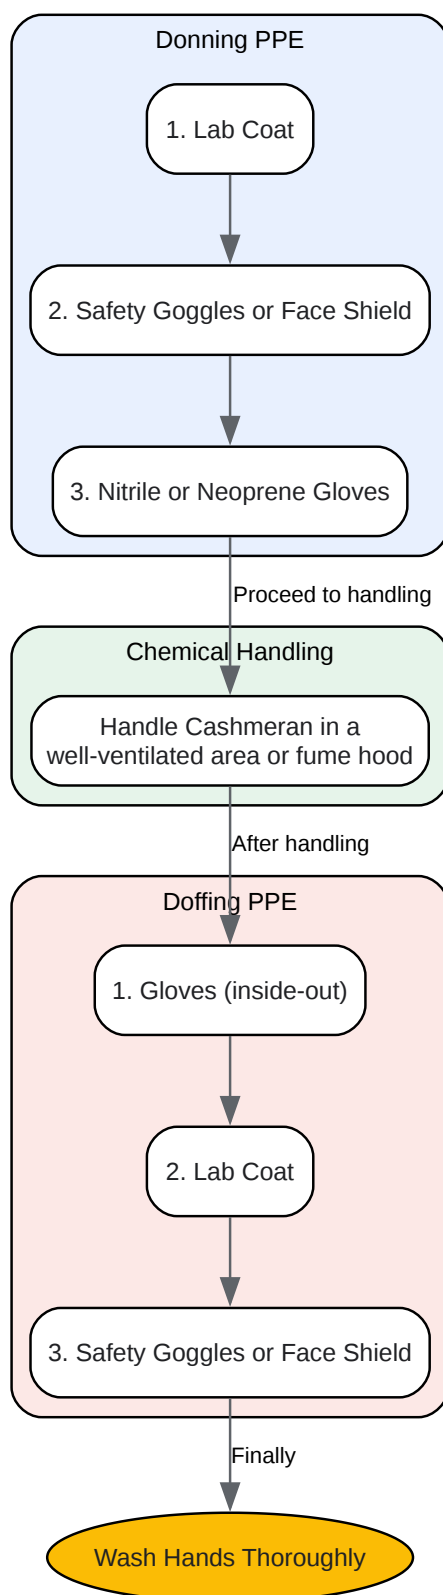 Donning PPE
1. Lab Coat
2. Safety Goggles or Face Shield
3. Nitrile or Neoprene Gloves
Proceed to handling
Chemical Handling
Handle Cashmeran in a
well-ventilated area or fume hood
After handling
Doffing PPE
1. Gloves (inside-out)
2. Lab Coat
3. Safety Goggles or Face Shield
Finally
Wash Hands Thoroughly